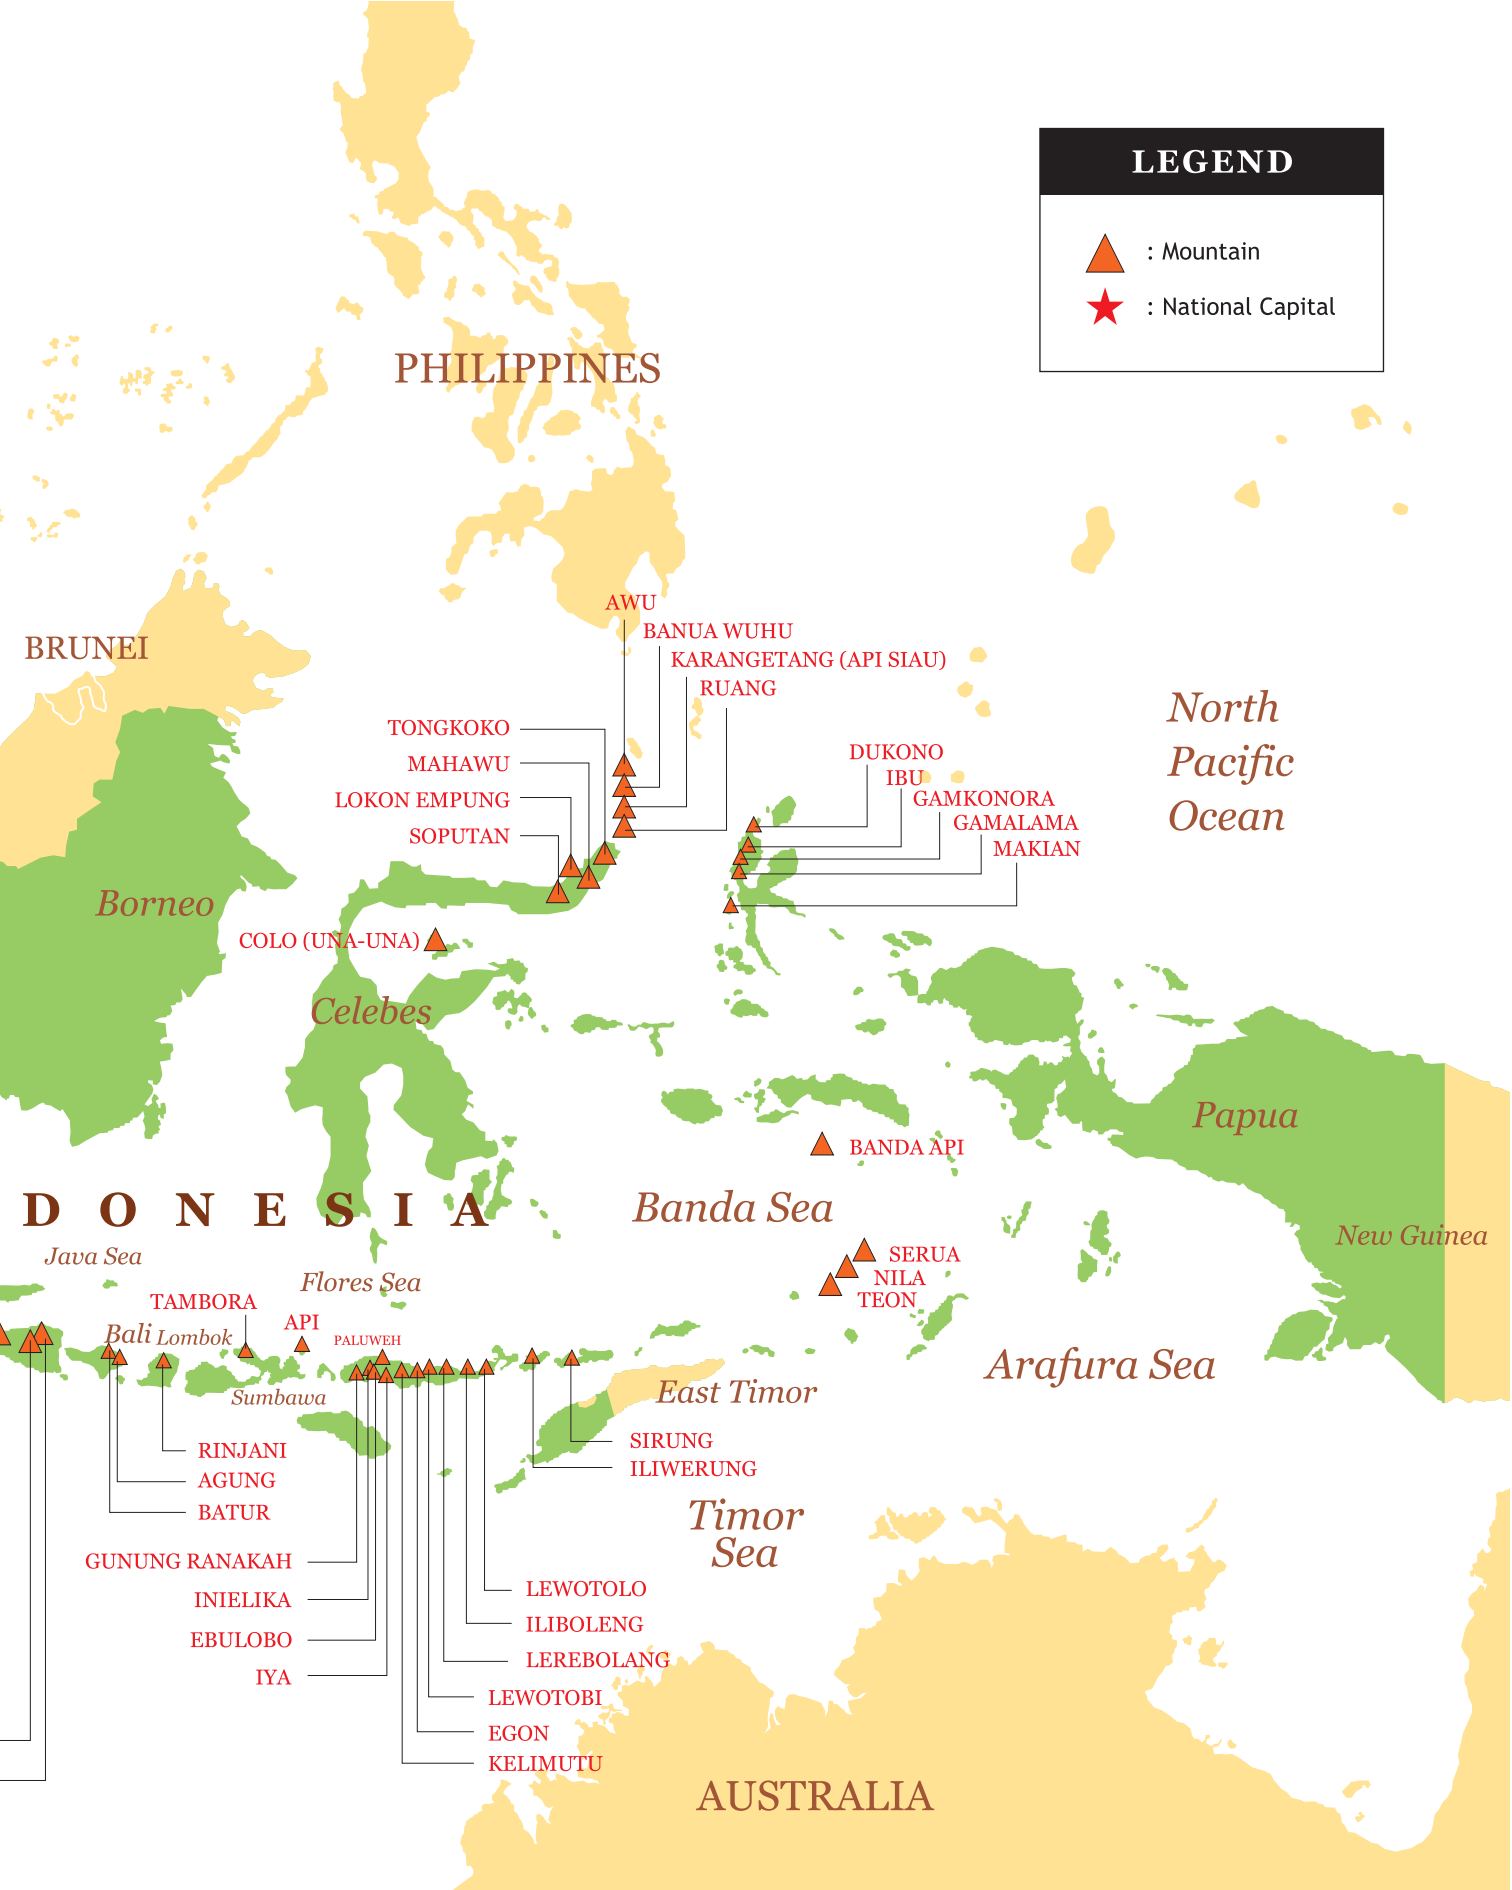 LEGEND
: Mountain
: National Capital
PHILIPPINES
AWU
BRUNEI
BANUA WUHU
KARANGETANG (API SIAU)
RUANG
TONGKOKO
MAHAWU
LOKON EMPUNG
SOPUTAN
DUKONO
IBU
GAMKONORA
GAMALAMA
MAKIAN
North
Pacific
Ocean
Borneo
COLO (UNA-UNA)
Celebes
Papua
BANDA API
DONESIA
Banda Sea
New Guinea
Java Sea
Flores Sea
SERUA
NILA
TEON
TAMBORA
API
Bali
Lombok
PALUWEH
Sumbawa
East Timor
Arafura Sea
RINJANI
AGUNG
BATUR
SIRUNG
ILIWERUNG
Timor
Sea
GUNUNG RANAKAH
INIELIKA
EBULOBO
IYA
LEWOTOLO
ILIBOLENG
LEREBOLANG
LEWOTOBI
EGON
KELIMUTU
AUSTRALIA